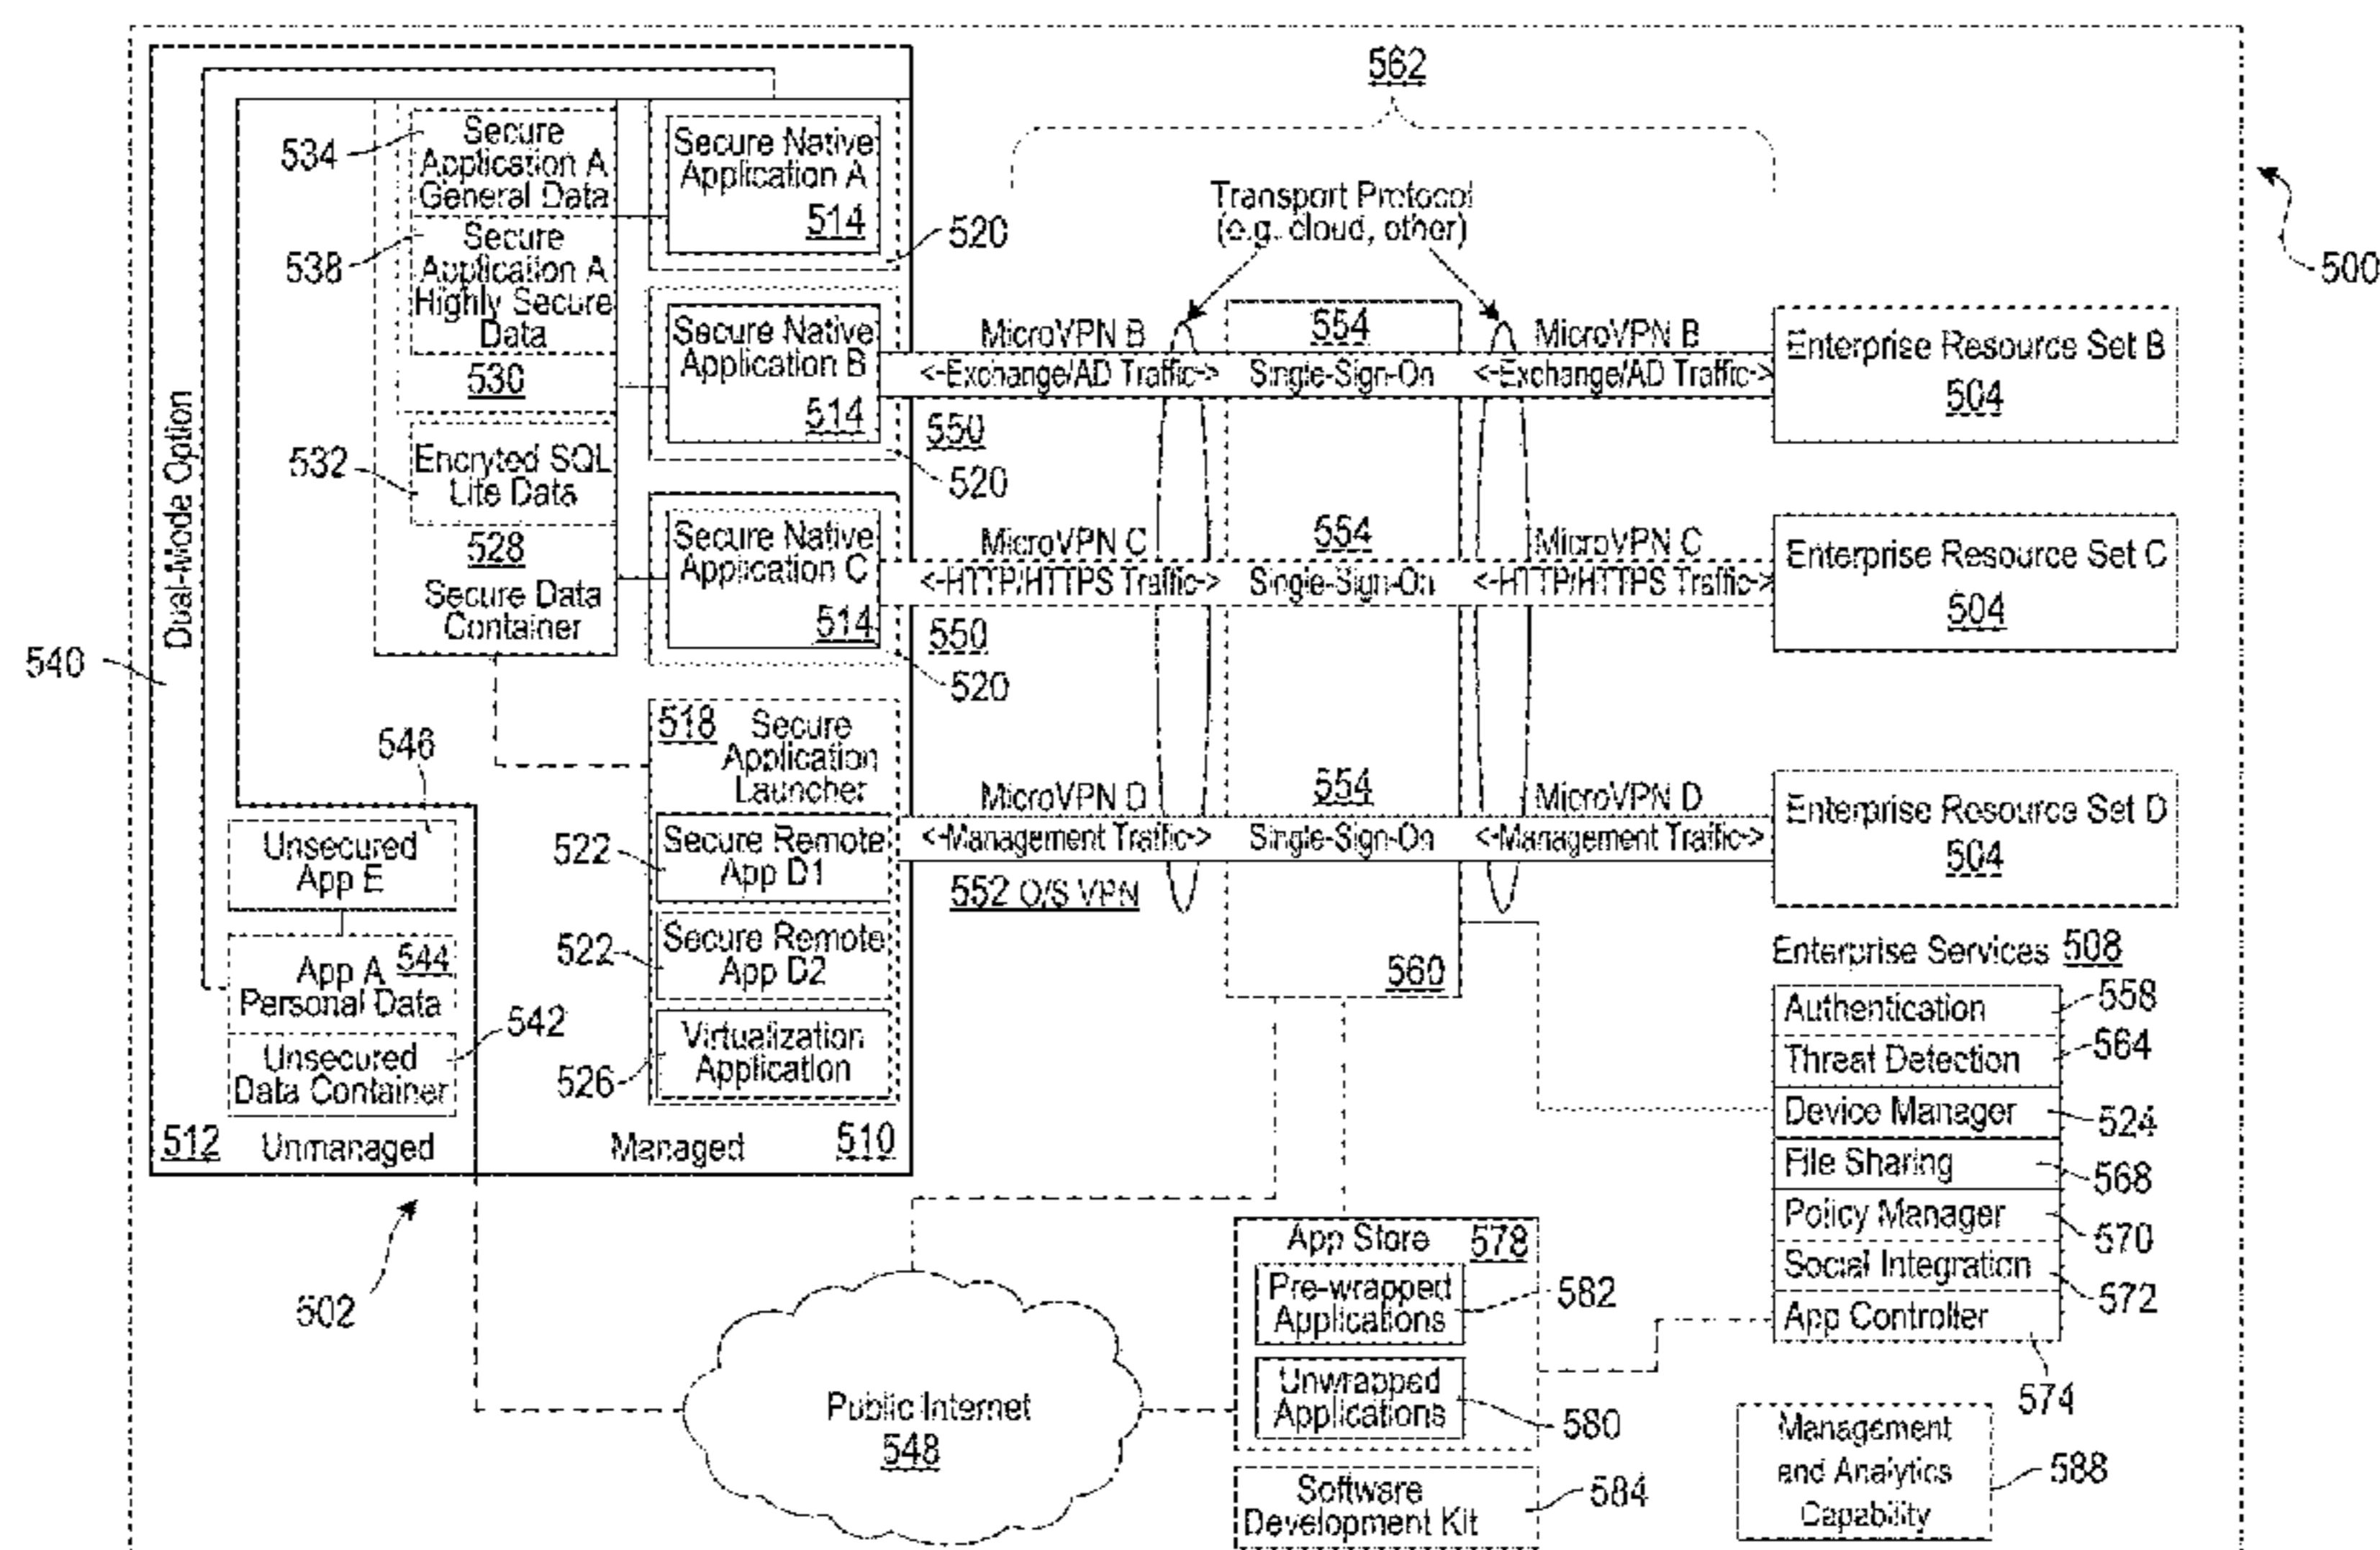 562
500
534
Secure
Application A
General Data
538
Secure
Application A
Highly Secure
Data
530
532
Encryted SQL
Lite Data
528
Secure Data
Container
Secure Native
Application A
514
520
Secure Native
Application B
514
550
520
Secure Native
Application C
514
550
520
Transport Protocol
(e.g. cloud, other)
MicroVPN B
<-Exchange/AD Traffic->
554
Single-Sign-On
MicroVPN B
<-Exchange/AD Traffic->
Enterprise Resource Set B
504
MicroVPN C
<-HTTP/HTTPS Traffic->
554
Single-Sign-On
MicroVPN C
<-HTTP/HTTPS Traffic->
Enterprise Resource Set C
504
Dual-Mode Option
540
518 Secure
Application
Launcher
546
Unsecured
App E
522
Secure Remote
App D1
MicroVPN D
<-Management Traffic->
552 O/S VPN
554
Single-Sign-On
MicroVPN D
<-Management Traffic->
Enterprise Resource Set D
504
560
App A 544
Personal Data
542
Unsecured
Data Container
522
Secure Remote
App D2
526
Virtualization
Application
512 Unmanaged
Managed 510
502
Enterprise Services 508
Authentication 558
Threat Detection 564
Device Manager 524
File Sharing 568
Policy Manager 570
Social Integration 572
App Controller
574
App Store 578
Pre-wrapped
Applications
582
Unwrapped
Applications
580
Public Internet
548
Software
Development Kit
584
Management
and Analytics
Capability
588